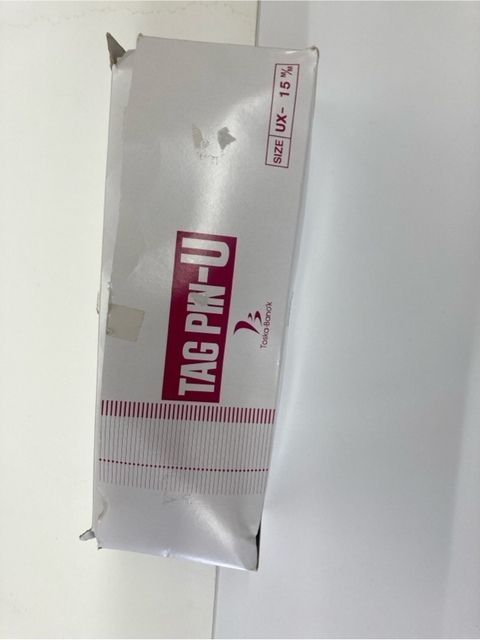 TAG PIN-U
Toska-Banok
SIZE UX- 15 M/M